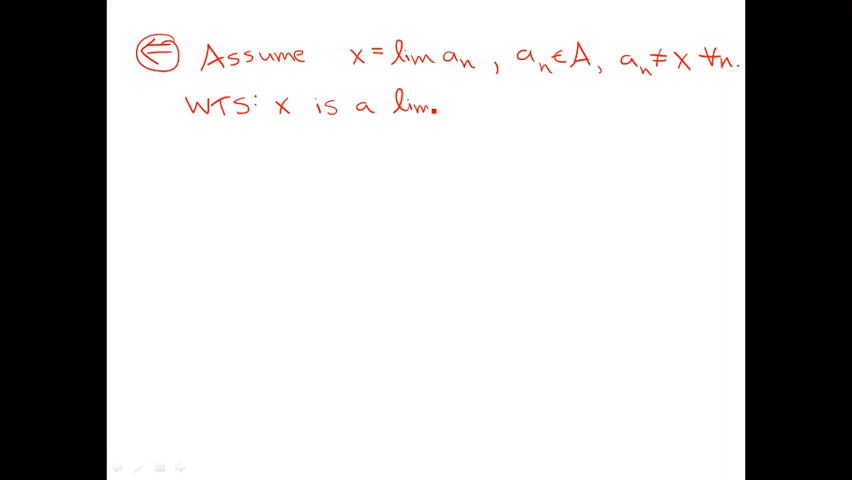 ⇐ Assume x = lim aₙ , aₙ ∈ A, aₙ ≠ x ∀n.
WTS: x is a lim.